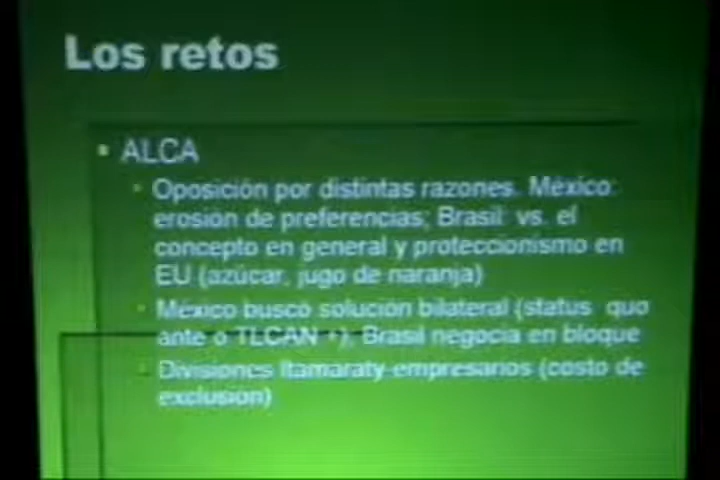 Los retos
ALCA
Oposición por distintas razones. México:
erosión de preferencias; Brasil: vs. el
concepto en general y proteccionismo en
EU (azúcar, jugo de naranja)
México buscó solución bilateral (status quo
ante o TLCAN +), Brasil negocia en bloque
Divisiones Itamaraty-empresarios (costo de
exclusión)